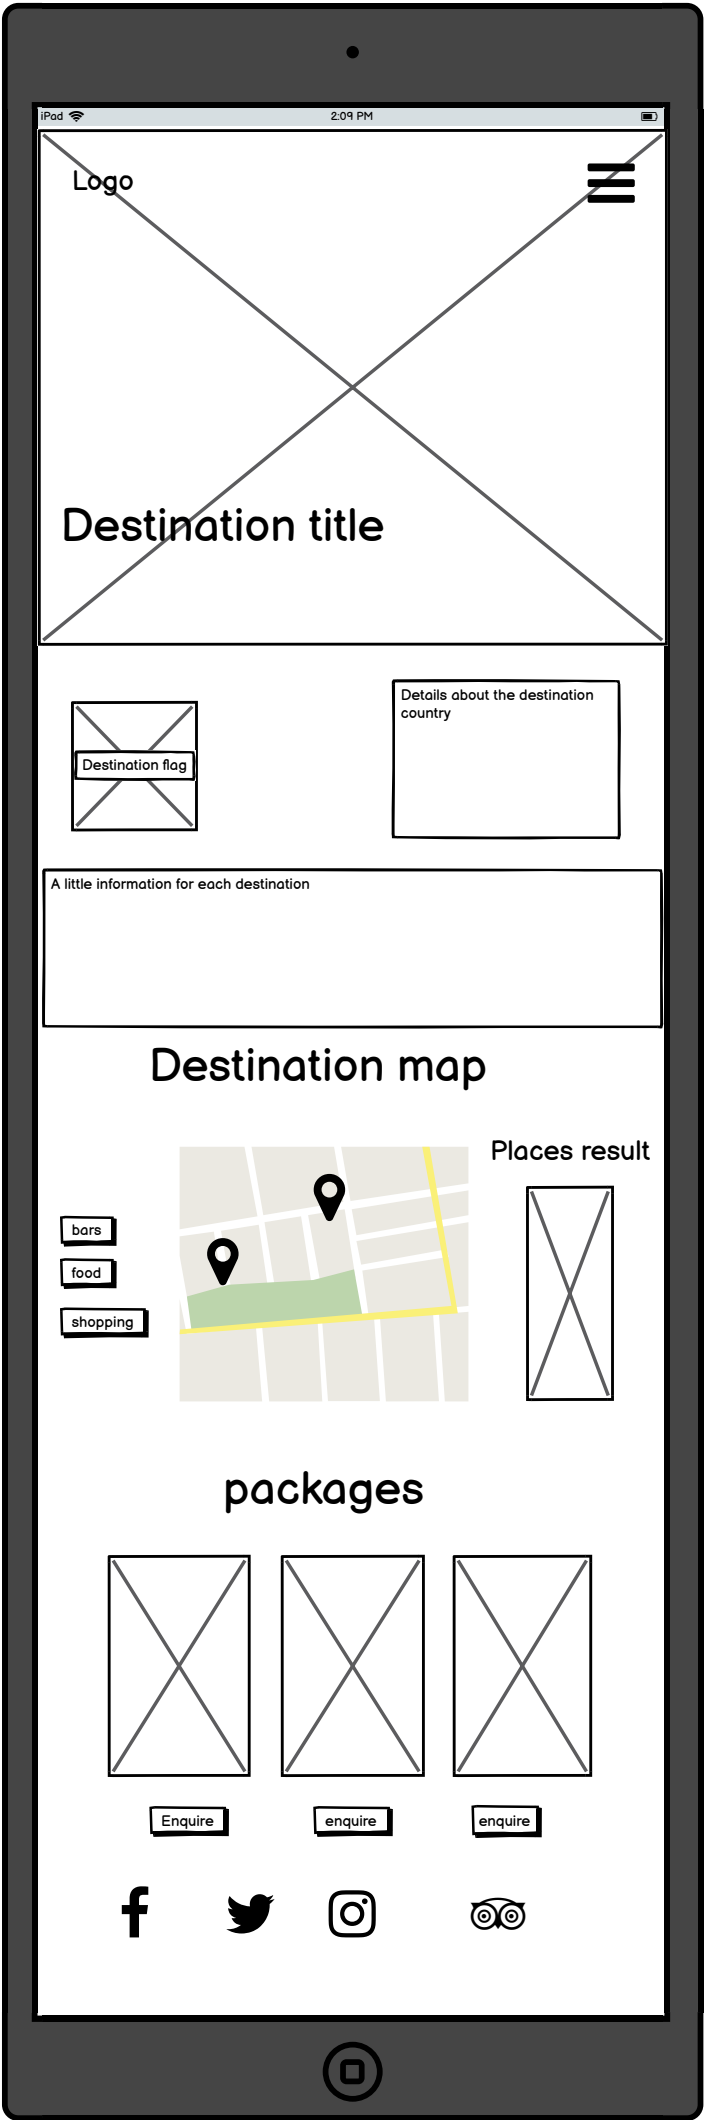 iPad 2:09 PM
Logo
Destination title
Details about the destination
country
Destination flag
A little information for each destination
Destination map
Places result
bars
food
shopping
packages
Enquire enquire enquire